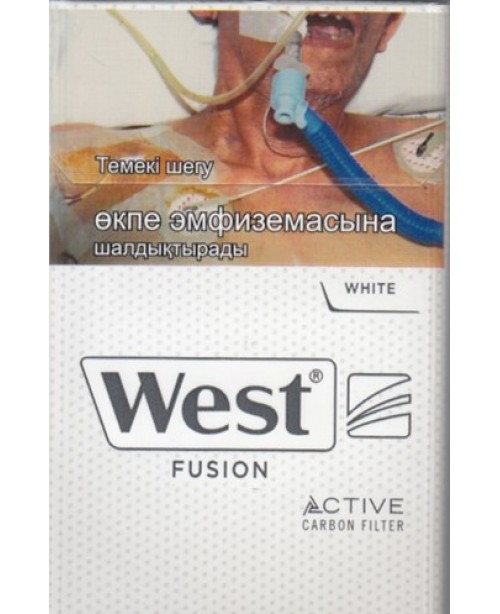 Темекі шегу
өкпе эмфиземасына
шалдықтырады
WHITE
West®
FUSION
ACTIVE
CARBON FILTER